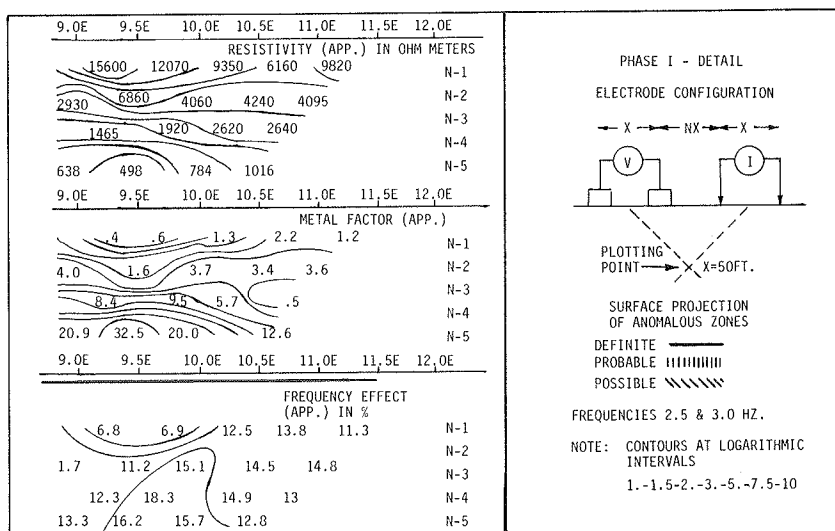 9.0E 9.5E 10.0E 10.5E 11.0E 11.5E 12.0E
RESISTIVITY (APP.) IN OHM METERS
15600 12070 9350 6160 9820 N-1
2930 6860 4060 4240 4095 N-2
N-3
1465 1920 2620 2640 N-4
638 498 784 1016 N-5
9.0E 9.5E 10.0E 10.5E 11.0E 11.5E 12.0E
METAL FACTOR (APP.)
.4 .6 1.3 2.2 1.2 N-1
4.0 1.6 3.7 3.4 3.6 N-2
N-3
8.4 9.5 5.7 .5 N-4
20.9 32.5 20.0 12.6 N-5
9.0E 9.5E 10.0E 10.5E 11.0E 11.5E 12.0E
FREQUENCY EFFECT
(APP.) IN %
6.8 6.9 12.5 13.8 11.3 N-1
N-2
1.7 11.2 15.1 14.5 14.8 N-3
12.3 18.3 14.9 13 N-4
13.3 16.2 15.7 12.8 N-5
PHASE I - DETAIL
ELECTRODE CONFIGURATION
X NX X
V I
PLOTTING
POINT X=50FT.
SURFACE PROJECTION
OF ANOMALOUS ZONES
DEFINITE
PROBABLE
POSSIBLE
FREQUENCIES 2.5 & 3.0 HZ.
NOTE: CONTOURS AT LOGARITHMIC
INTERVALS
1.-1.5-2.-3.-5.-7.5-10